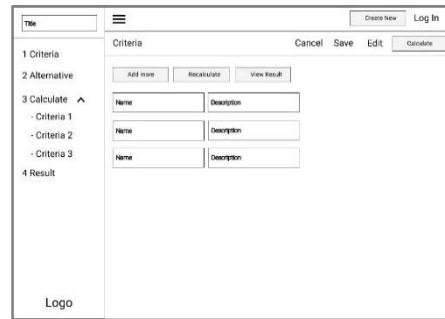 Title
1 Criteria
2 Alternative
3 Calculate
- Criteria 1
- Criteria 2
- Criteria 3
4 Result
Logo
Create New Log In
Criteria Cancel Save Edit Calculate
Add more Recalculate View Result
Name Description
Name Description
Name Description